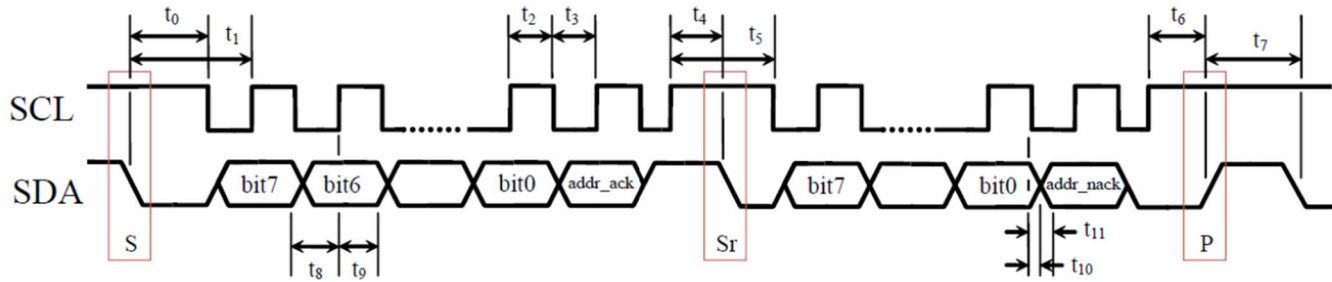 t0 t1 t2 t3 t4 t5 t6 t7
SCL
SDA bit7 bit6 bit0 addr_ack bit7 bit0 addr_nack
S t8 t9 Sr t11 P
t10